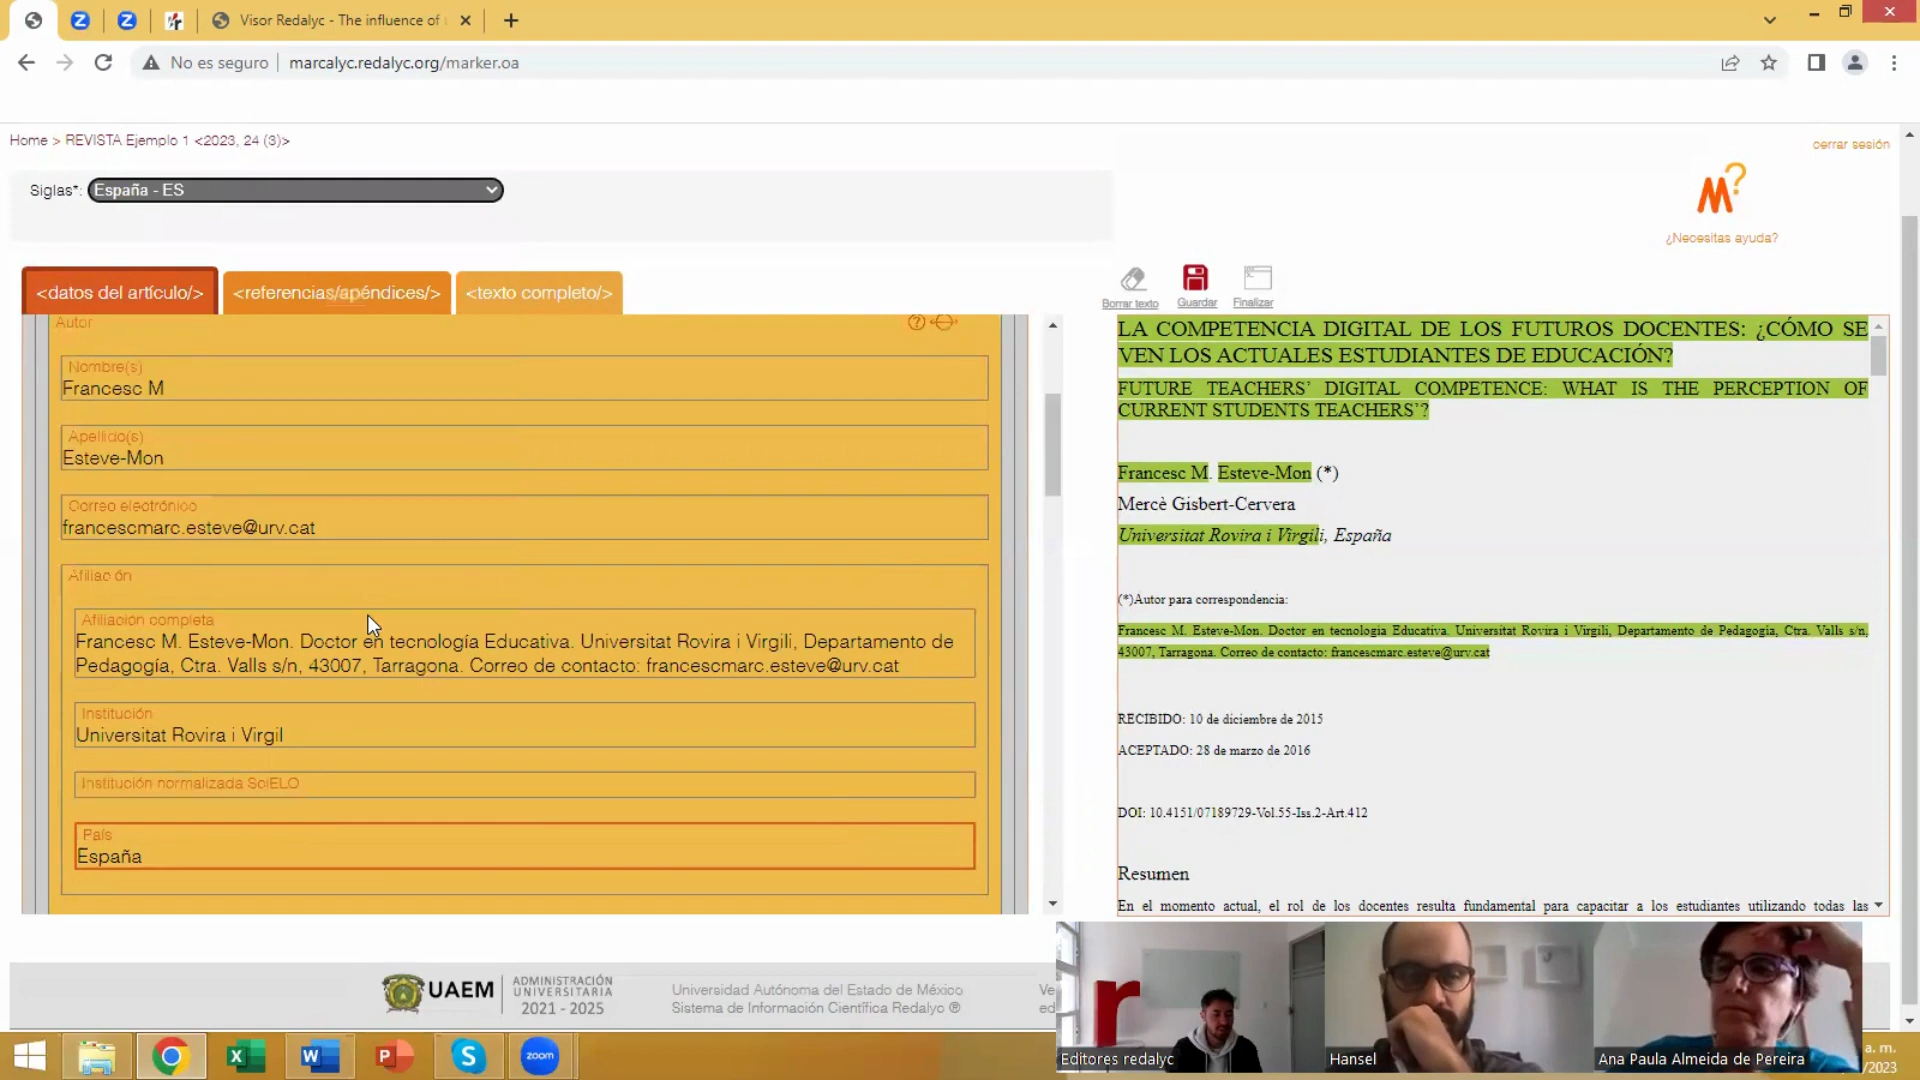 Visor Redalyc - The influence of
No es seguro
marcalyc.redalyc.org/marker.oa
Home > REVISTA Ejemplo 1 <2023, 24 (3)>
cerrar sesión
Siglas*: España - ES
M?
¿Necesitas ayuda?
<datos del artículo/>
<referencias/apéndices/>
<texto completo/>
Borrar texto
Guardar
Finalizar
Autor
Nombre(s)
Francesc M
Apellido(s)
Esteve-Mon
Correo electrónico
francescmarc.esteve@urv.cat
Afiliación
Afiliación completa
Francesc M. Esteve-Mon. Doctor en tecnología Educativa. Universitat Rovira i Virgili, Departamento de
Pedagogía, Ctra. Valls s/n, 43007, Tarragona. Correo de contacto: francescmarc.esteve@urv.cat
Institución
Universitat Rovira i Virgil
Institución normalizada SciELO
País
España
LA COMPETENCIA DIGITAL DE LOS FUTUROS DOCENTES: ¿CÓMO SE
VEN LOS ACTUALES ESTUDIANTES DE EDUCACIÓN?
FUTURE TEACHERS' DIGITAL COMPETENCE: WHAT IS THE PERCEPTION OF
CURRENT STUDENTS TEACHERS'?
Francesc M. Esteve-Mon (*)
Mercè Gisbert-Cervera
Universitat Rovira i Virgili, España
(*)Autor para correspondencia:
Francesc M. Esteve-Mon. Doctor en tecnología Educativa. Universitat Rovira i Virgili, Departamento de Pedagogía, Ctra. Valls s/n,
43007, Tarragona. Correo de contacto: francescmarc.esteve@urv.cat
RECIBIDO: 10 de diciembre de 2015
ACEPTADO: 28 de marzo de 2016
DOI: 10.4151/07189729-Vol.55-Iss.2-Art.412
Resumen
En el momento actual, el rol de los docentes resulta fundamental para capacitar a los estudiantes utilizando todas las
UAEM
ADMINISTRACIÓN
UNIVERSITARIA
2021 - 2025
Universidad Autónoma del Estado de México
Sistema de Información Científica Redalyc ®
Ve
ed
r
Editores redalyc
Hansel
Ana Paula Almeida de Pereira
zoom
a. m.
/2023